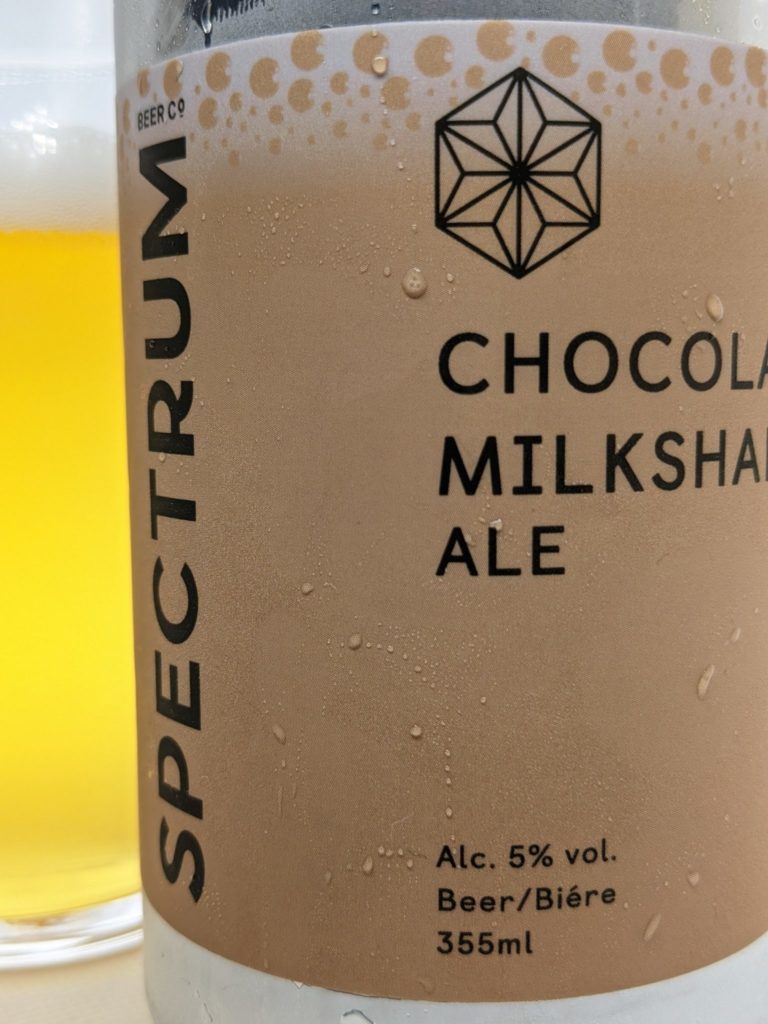 SPECTRUM
BEER CO
CHOCOLA
MILKSHA
ALE
Alc. 5% vol.
Beer/Biére
355ml